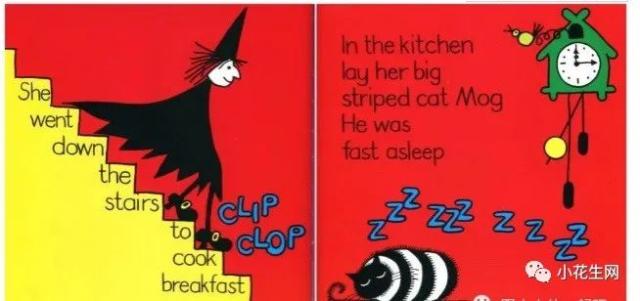 She
went
down
the
stairs
to
cook
breakfast
CLIP
CLOP
In the kitchen
lay her big
striped cat Mog
He was
fast asleep
ZZZ ZZZ Z Z ZZ
小花生网